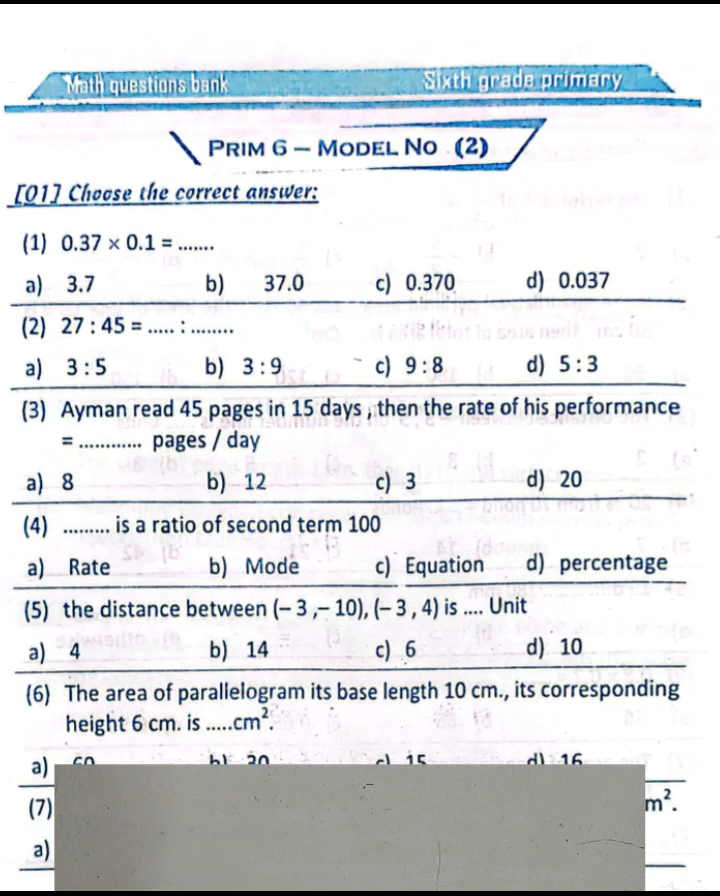 Math questions bank
Sixth grade primary
PRIM 6 – MODEL NO (2)
[Q1] Choose the correct answer:
(1) 0.37 × 0.1 = .......
a) 3.7 b) 37.0 c) 0.370 d) 0.037
(2) 27 : 45 = ...... : .........
a) 3 : 5 b) 3 : 9 c) 9 : 8 d) 5 : 3
(3) Ayman read 45 pages in 15 days , then the rate of his performance
= ............. pages / day
a) 8 b) 12 c) 3 d) 20
(4) ......... is a ratio of second term 100
a) Rate b) Mode c) Equation d) percentage
(5) the distance between (– 3 ,– 10), (– 3 , 4) is .... Unit
a) 4 b) 14 c) 6 d) 10
(6) The area of parallelogram its base length 10 cm., its corresponding
height 6 cm. is .....cm².
a) 60 b) 30 c) 15 d) 16
(7) m².
a)